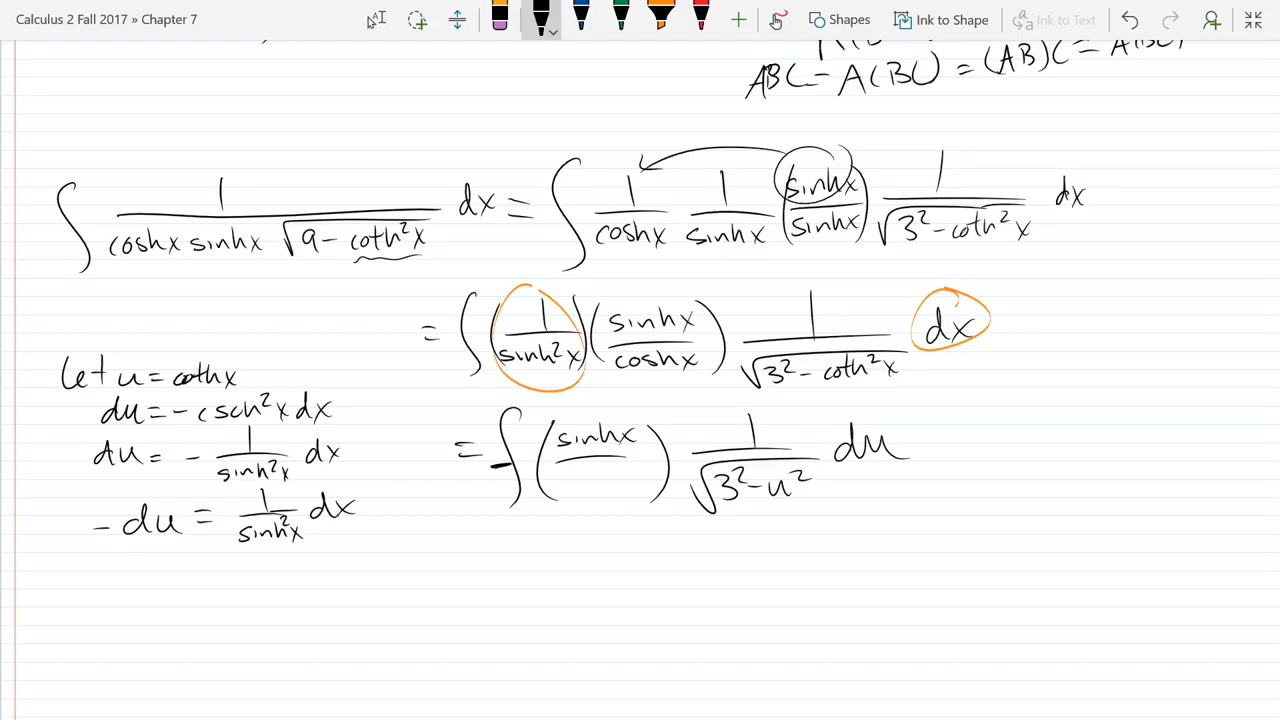 Calculus 2 Fall 2017 » Chapter 7
Shapes Ink to Shape Ink to Text
ABC = A(BC) = (AB)C = A(BC)
∫ 1/(coshx sinhx √(9 - coth²x)) dx = ∫ 1/coshx 1/sinhx (sinhx/sinhx) 1/√(3² - coth²x) dx
= ∫ (1/sinh²x) (sinhx/coshx) 1/√(3² - coth²x) dx
Let u = cothx
du = - csch²x dx
du = - 1/sinh²x dx
- du = 1/sinh²x dx
= -∫ (sinhx/ ) 1/√(3² - u²) du